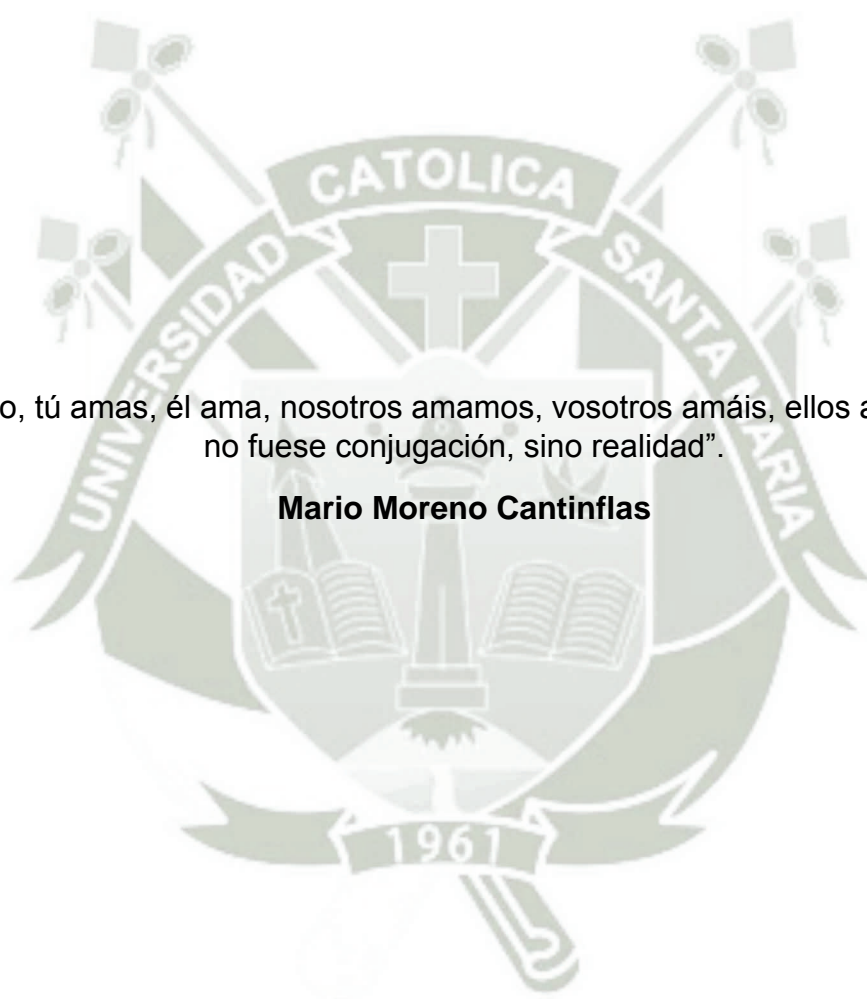 CATOLICA
UNIVERSIDAD
SANTA MARIA
o, tú amas, él ama, nosotros amamos, vosotros amáis, ellos a
no fuese conjugación, sino realidad”.
Mario Moreno Cantinflas
1961